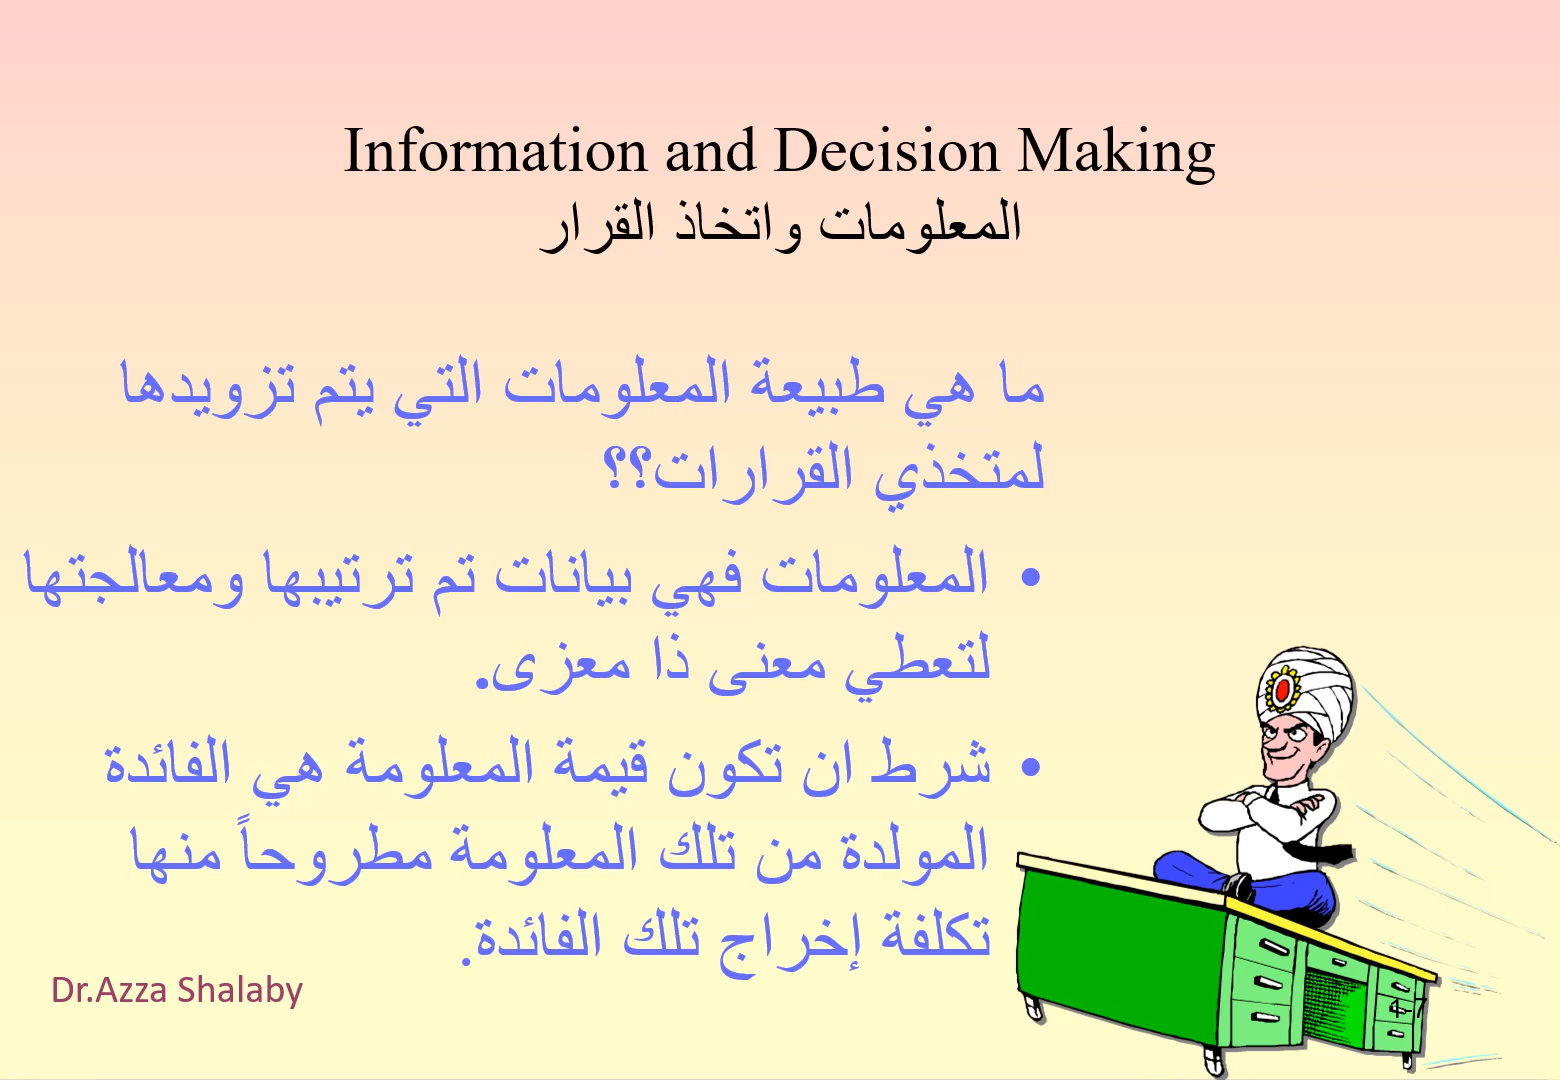 Information and Decision Making
المعلومات واتخاذ القرار
ما هي طبيعة المعلومات التي يتم تزويدها
لمتخذي القرارات؟؟
• المعلومات فهي بيانات تم ترتيبها ومعالجتها
لتعطي معنى ذا معزى.
• شرط ان تكون قيمة المعلومة هي الفائدة
المولدة من تلك المعلومة مطروحاً منها
تكلفة إخراج تلك الفائدة.
Dr.Azza Shalaby
1-7